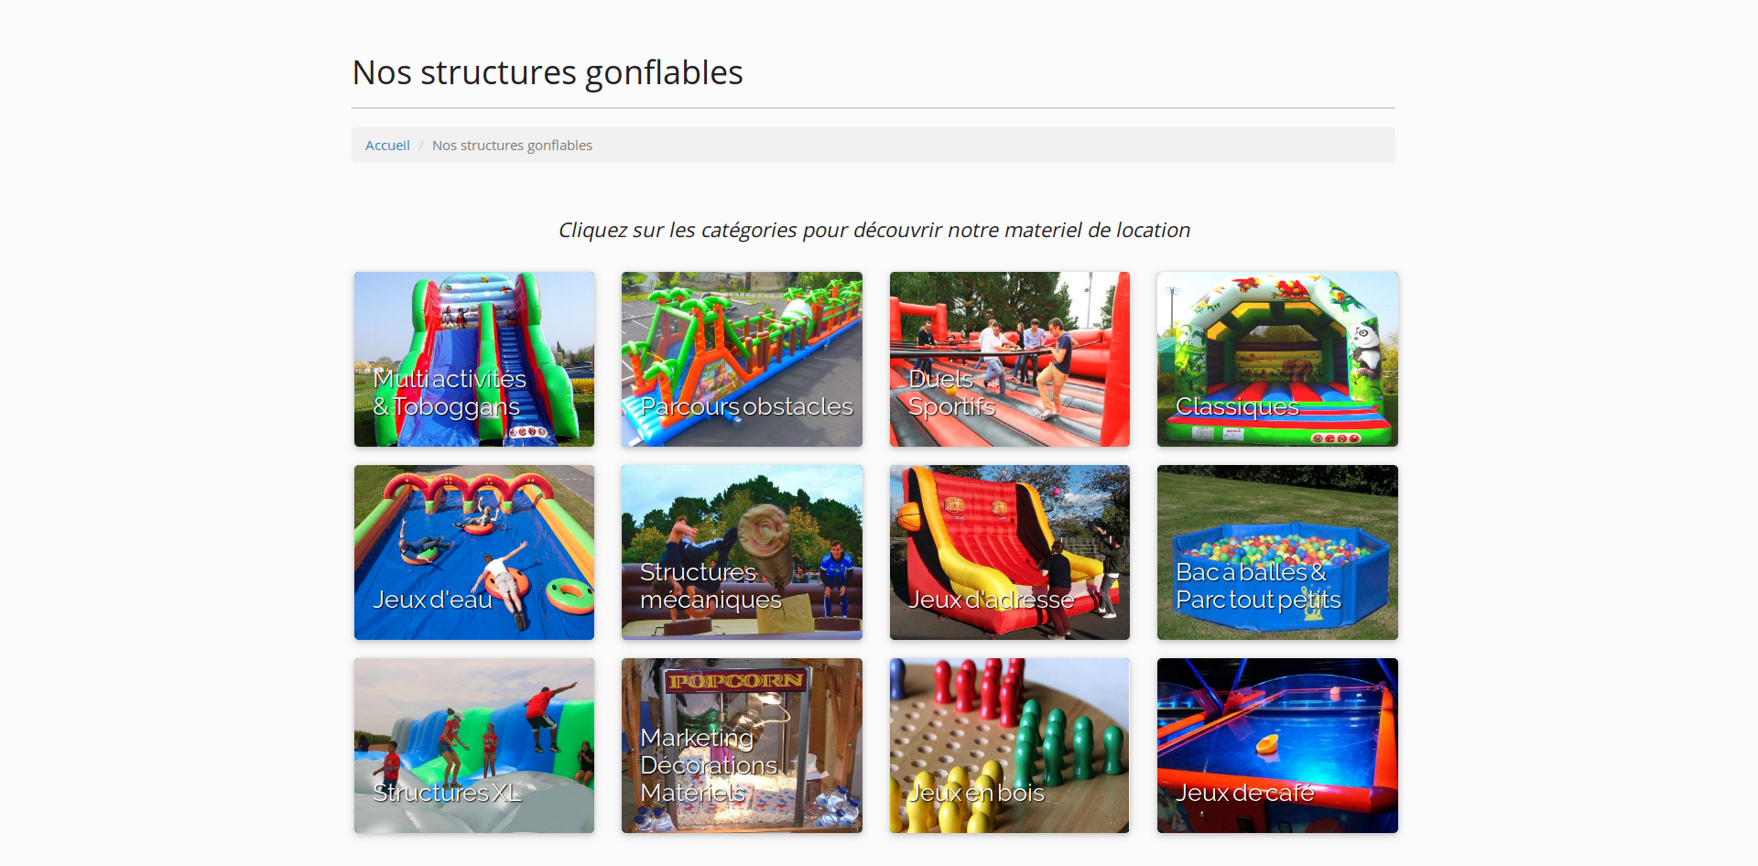 Nos structures gonflables
Accueil / Nos structures gonflables
Cliquez sur les catégories pour découvrir notre materiel de location
Multi activités
& Toboggans
Parcours obstacles
Duels
Sportifs
Classiques
Jeux d'eau
Structures
mécaniques
Jeux d'adresse
Bac à balles &
Parc tout petits
Structures XL
POPCORN
Marketing
Décorations
Matériels
Jeux en bois
Jeux de café